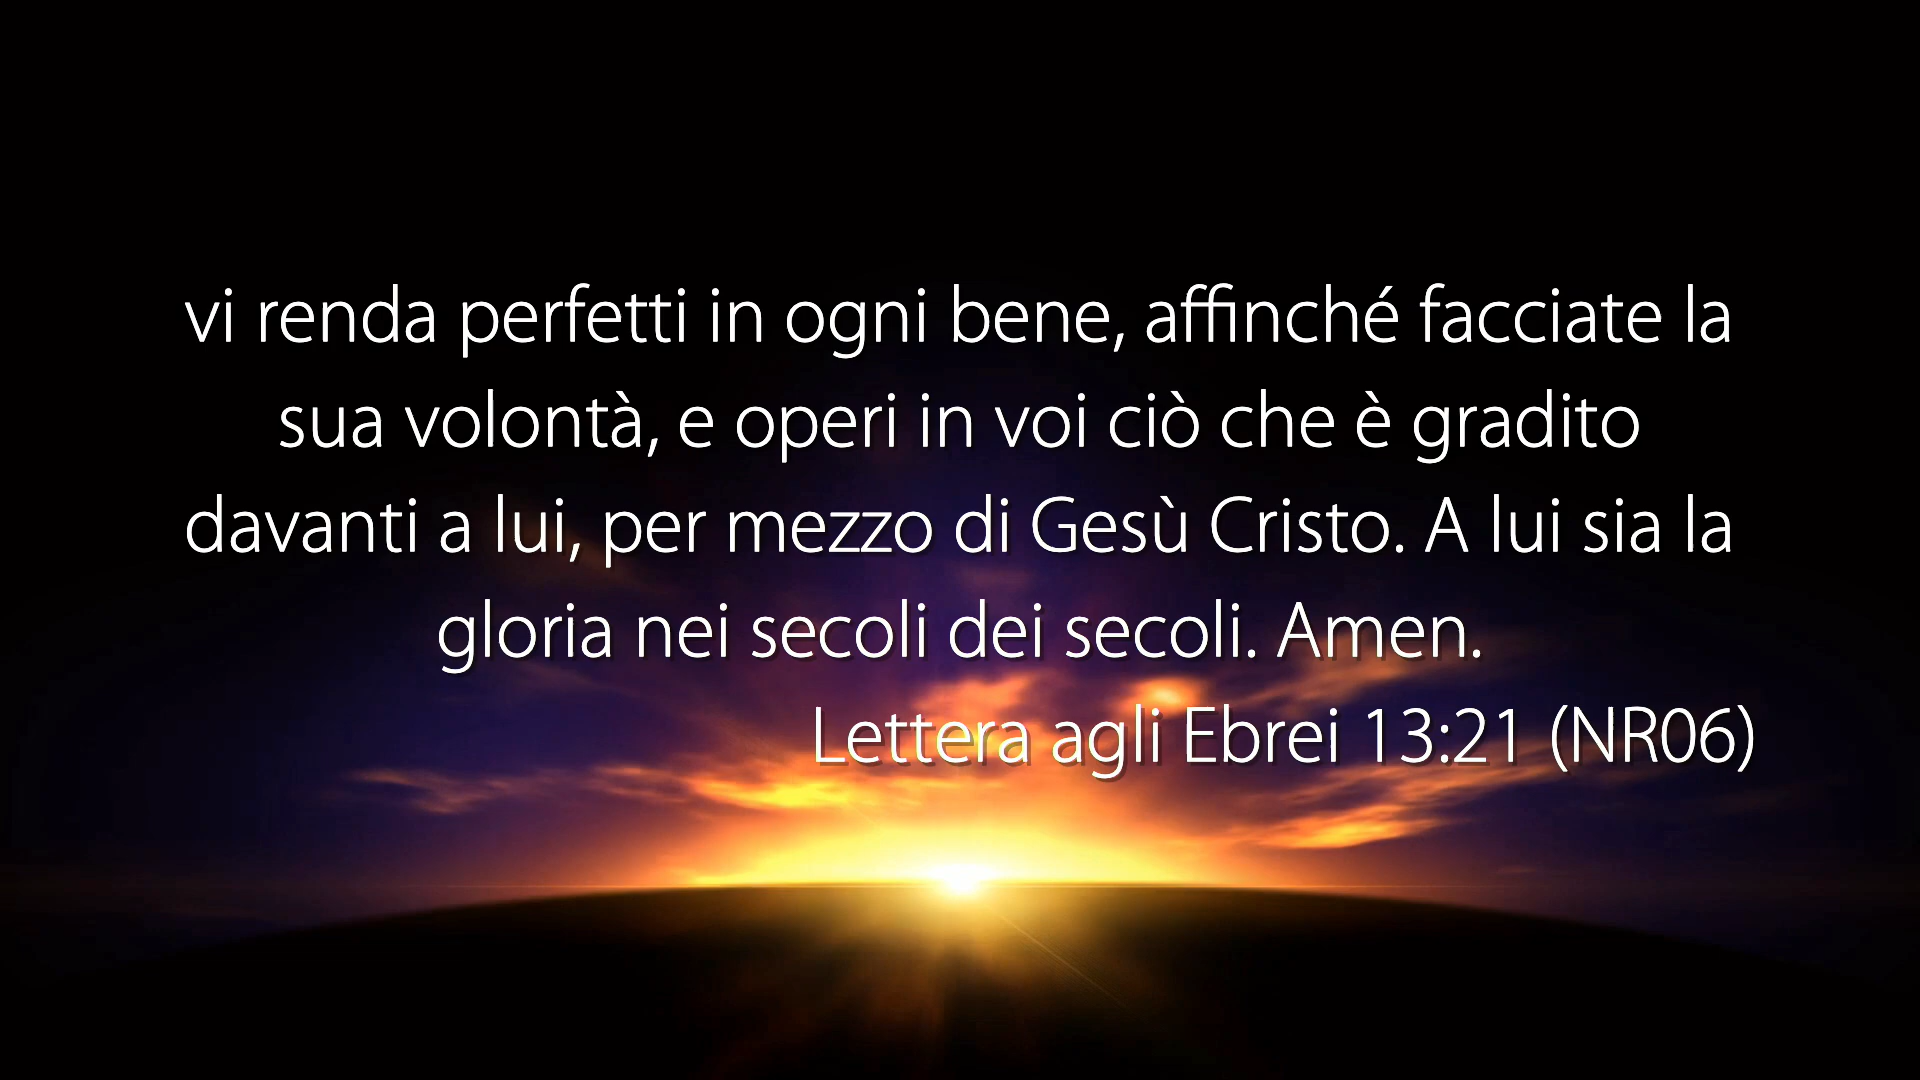 vi renda perfetti in ogni bene, affinché facciate la
sua volontà, e operi in voi ciò che è gradito
davanti a lui, per mezzo di Gesù Cristo. A lui sia la
gloria nei secoli dei secoli. Amen.
Lettera agli Ebrei 13:21 (NR06)